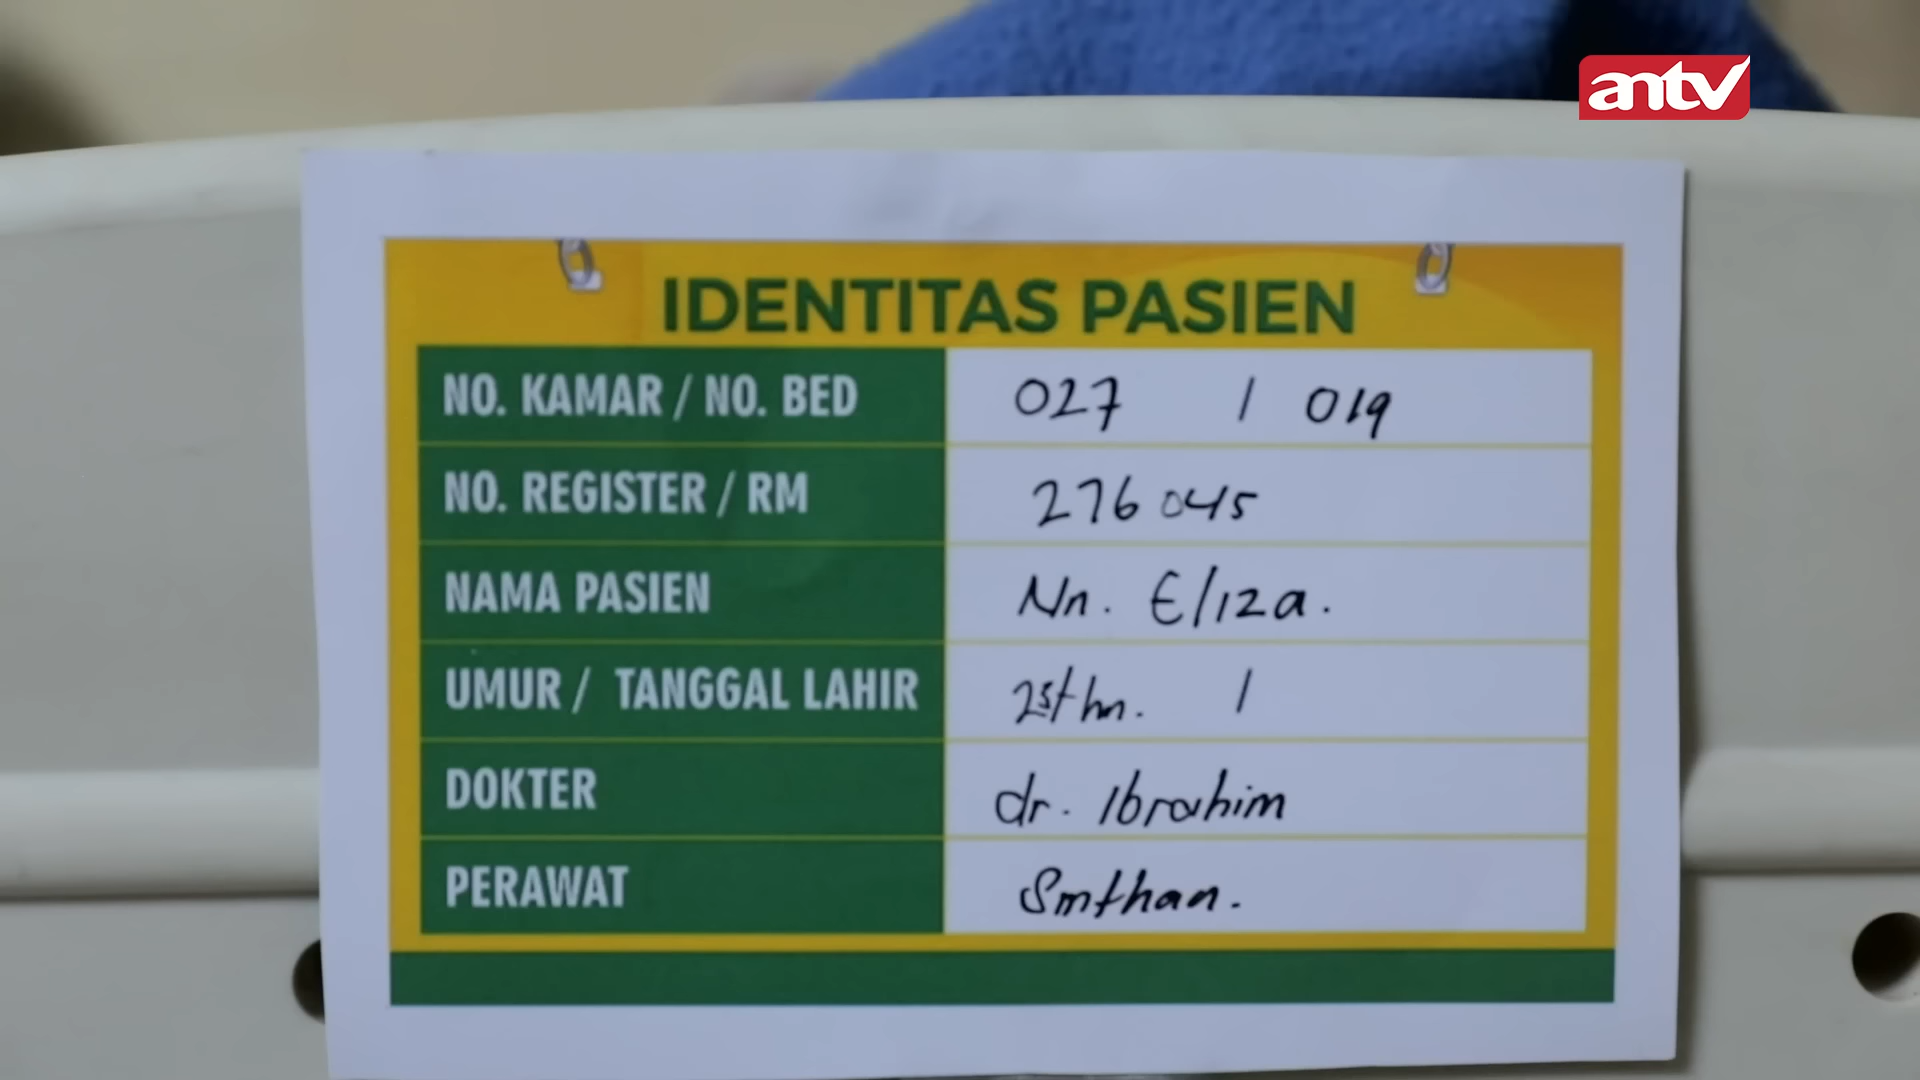 antv
IDENTITAS PASIEN
NO. KAMAR / NO. BED 027 / 019
NO. REGISTER / RM 276045
NAMA PASIEN Nn. Eliza.
UMUR / TANGGAL LAHIR 25thn. /
DOKTER dr. Ibrahim
PERAWAT Smthan.